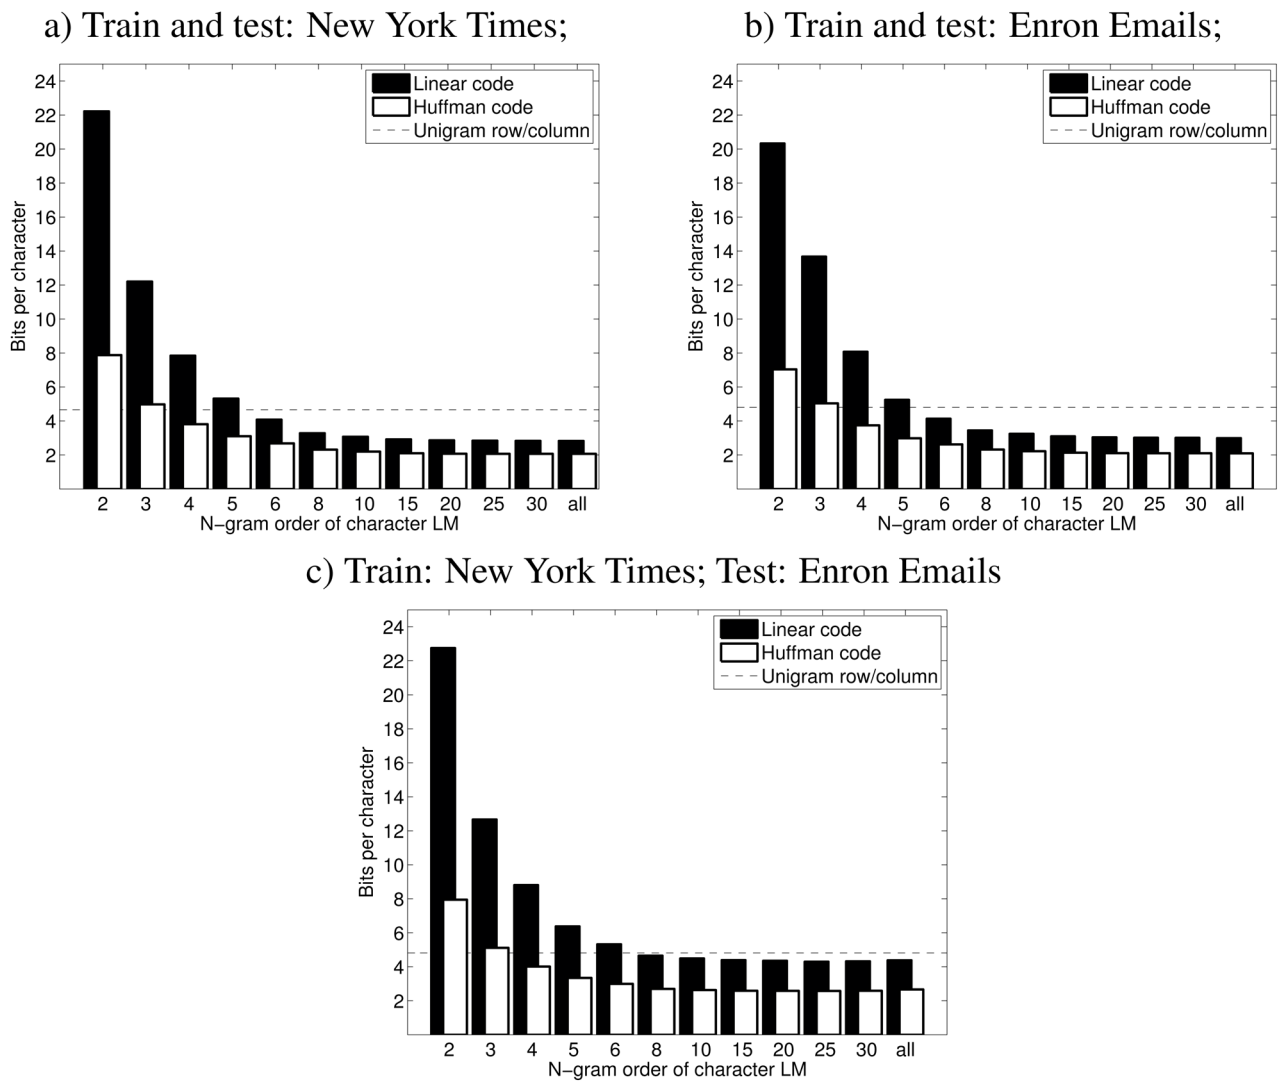 a) Train and test: New York Times;
24
22
20
18
16
14
12
10
8
6
4
2
Bits per character
Linear code
Huffman code
Unigram row/column
2 3 4 5 6 8 10 15 20 25 30 all
N-gram order of character LM
b) Train and test: Enron Emails;
24
22
20
18
16
14
12
10
8
6
4
2
Bits per character
Linear code
Huffman code
Unigram row/column
2 3 4 5 6 8 10 15 20 25 30 all
N-gram order of character LM
c) Train: New York Times; Test: Enron Emails
24
22
20
18
16
14
12
10
8
6
4
2
Bits per character
Linear code
Huffman code
Unigram row/column
2 3 4 5 6 8 10 15 20 25 30 all
N-gram order of character LM